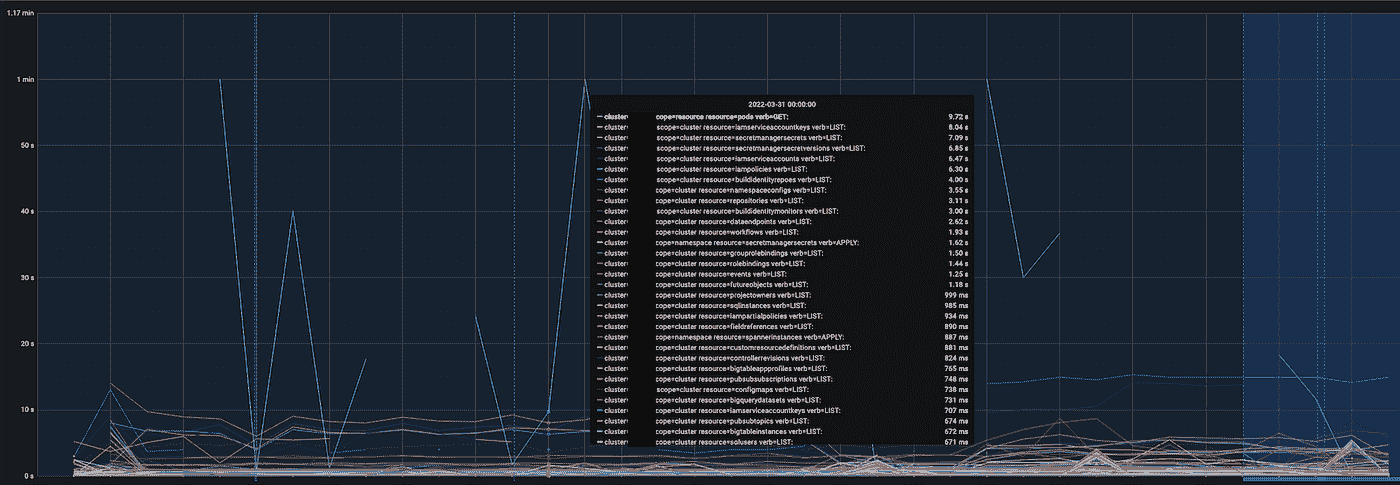 1.17 min
1 min
50 s
40 s
30 s
20 s
10 s
0 s
2022-03-31 00:00:00
cluster cope=resource resource=pods verb=GET: 9.72 s
cluster scope=cluster resource=iamserviceaccountkeys verb=LIST: 8.04 s
cluster scope=cluster resource=secretmanagersecrets verb=LIST: 7.09 s
cluster scope=cluster resource=secretmanagersecretversions verb=LIST: 6.85 s
cluster scope=cluster resource=iamserviceaccounts verb=LIST: 6.47 s
cluster scope=cluster resource=iampolicies verb=LIST: 6.30 s
cluster scope=cluster resource=buildidentityrepoes verb=LIST: 4.00 s
cluster cope=cluster resource=namespaceconfigs verb=LIST: 3.55 s
cluster cope=cluster resource=repositories verb=LIST: 3.11 s
cluster scope=cluster resource=buildidentitymonitors verb=LIST: 3.00 s
cluster cope=cluster resource=dataendpoints verb=LIST: 2.62 s
cluster cope=cluster resource=workflows verb=LIST: 1.93 s
cluster cope=namespace resource=secretmanagersecrets verb=APPLY: 1.62 s
cluster cope=cluster resource=grouprolebindings verb=LIST: 1.50 s
cluster cope=cluster resource=rolebindings verb=LIST: 1.44 s
cluster cope=cluster resource=events verb=LIST: 1.25 s
cluster cope=cluster resource=futureobjects verb=LIST: 1.18 s
cluster cope=cluster resource=projectowners verb=LIST: 999 ms
cluster cope=cluster resource=sqlinstances verb=LIST: 985 ms
cluster cope=cluster resource=iampartialpolicies verb=LIST: 934 ms
cluster cope=cluster resource=fieldreferences verb=LIST: 890 ms
cluster cope=namespace resource=spannerinstances verb=APPLY: 887 ms
cluster cope=cluster resource=customresourcedefinitions verb=LIST: 881 ms
cluster cope=cluster resource=controllerrevisions verb=LIST: 824 ms
cluster cope=cluster resource=bigtableappprofiles verb=LIST: 765 ms
cluster cope=cluster resource=pubsubsubscriptions verb=LIST: 748 ms
cluster scope=cluster resource=configmaps verb=LIST: 738 ms
cluster cope=cluster resource=bigquerydatasets verb=LIST: 731 ms
cluster cope=cluster resource=iamserviceaccountkeys verb=LIST: 707 ms
cluster cope=cluster resource=pubsubtopics verb=LIST: 674 ms
cluster cope=cluster resource=bigtableinstances verb=LIST: 672 ms
cluster cope=cluster resource=sqlusers verb=LIST: 671 ms